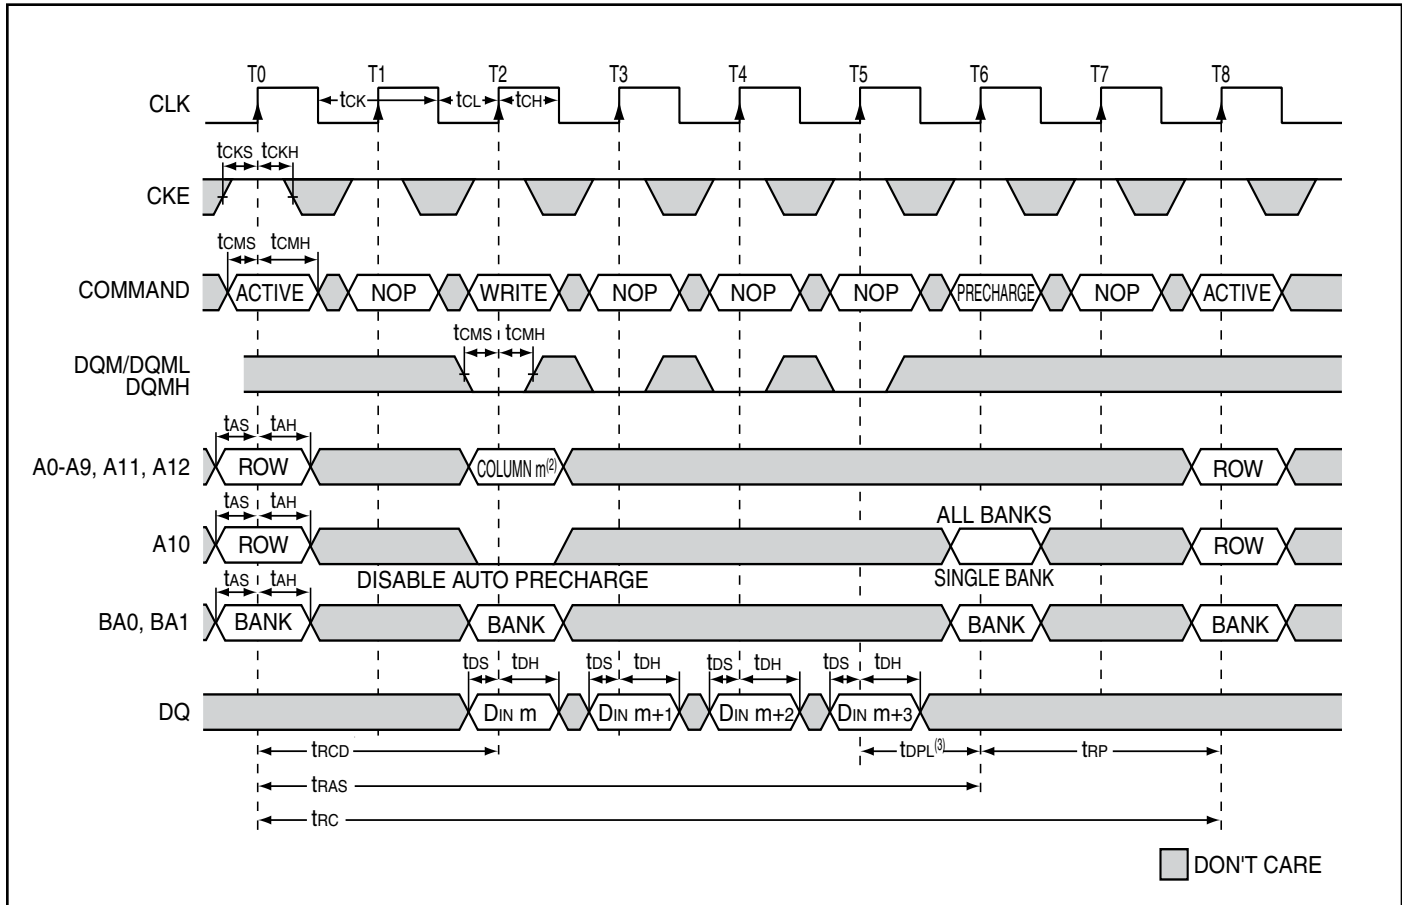 T0 T1 T2 T3 T4 T5 T6 T7 T8
CLK tCK tCL tCH
tCKS tCKH
CKE
tCMS tCMH
COMMAND ACTIVE NOP WRITE NOP NOP NOP PRECHARGE NOP ACTIVE
tCMS tCMH
DQM/DQML
DQMH
tAS tAH
A0-A9, A11, A12 ROW COLUMN m(2) ROW
tAS tAH
ALL BANKS
A10 ROW ROW
DISABLE AUTO PRECHARGE SINGLE BANK
tAS tAH
BA0, BA1 BANK BANK BANK BANK
tDS tDH tDS tDH tDS tDH tDS tDH
DQ DIN m DIN m+1 DIN m+2 DIN m+3
tRCD tDPL(3) tRP
tRAS
tRC
DON'T CARE